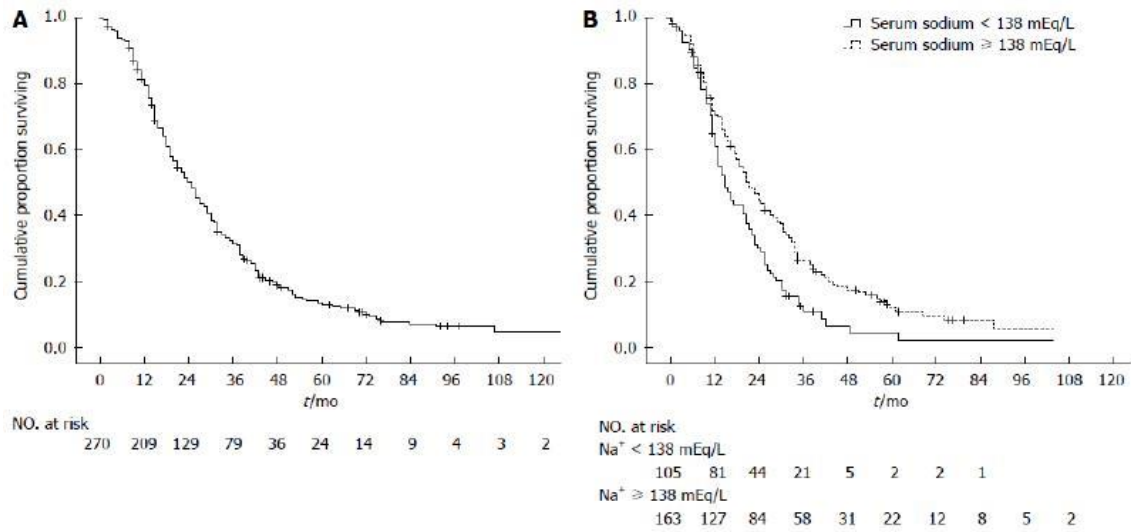 A
1.0
0.8
0.6
0.4
0.2
0.0
Cumulative proportion surviving
0 12 24 36 48 60 72 84 96 108 120
t/mo
NO. at risk
270 209 129 79 36 24 14 9 4 3 2
B
Serum sodium < 138 mEq/L
Serum sodium ≥ 138 mEq/L
1.0
0.8
0.6
0.4
0.2
0.0
Cumulative proportion surviving
0 12 24 36 48 60 72 84 96 108 120
t/mo
NO. at risk
Na⁺ < 138 mEq/L
105 81 44 21 5 2 2 1
Na⁺ ≥ 138 mEq/L
163 127 84 58 31 22 12 8 5 2